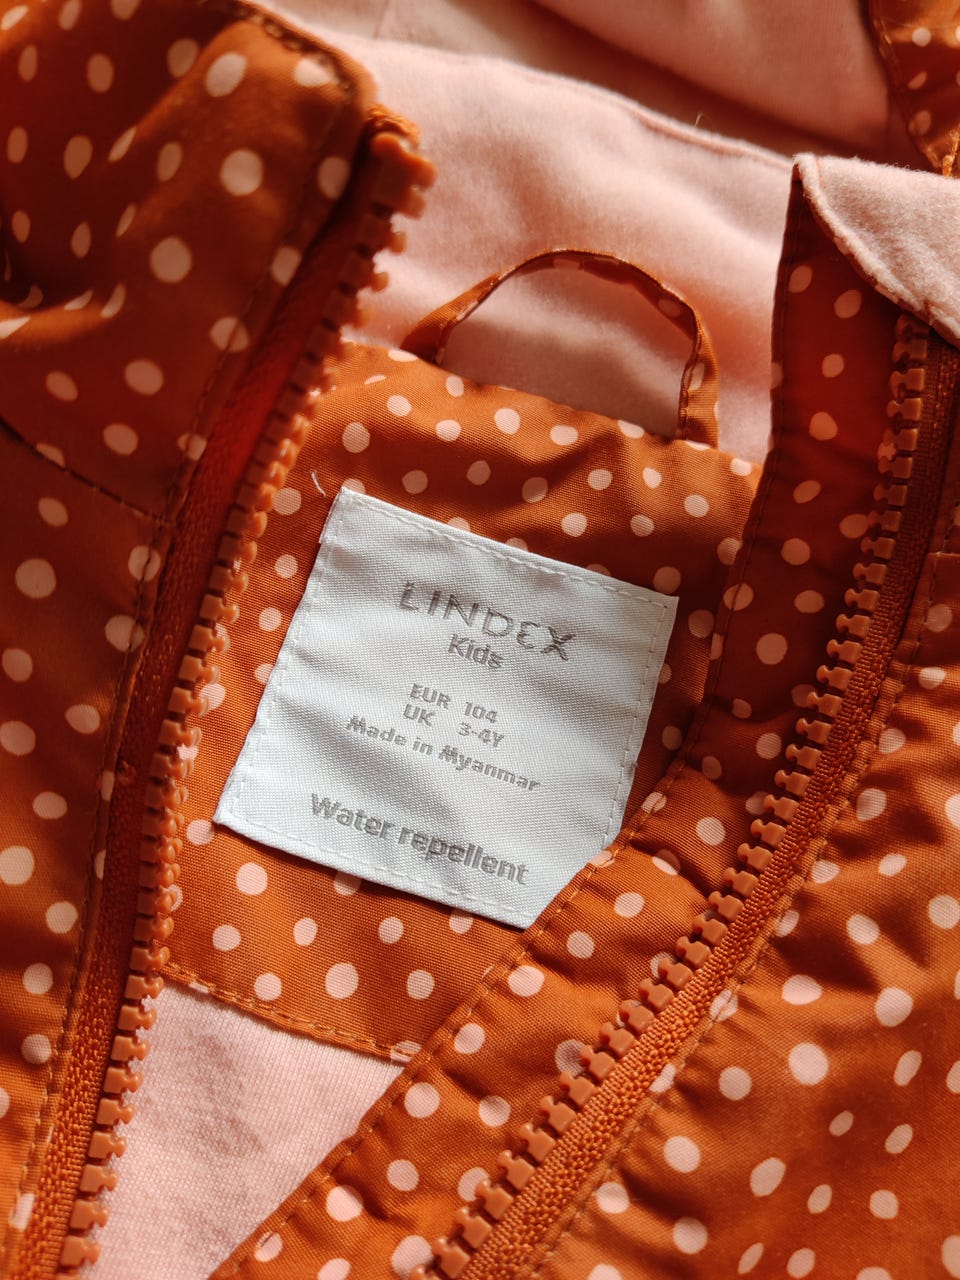 LINDEX
Kids
EUR 104
UK 3-4Y
Made in Myanmar
Water repellent